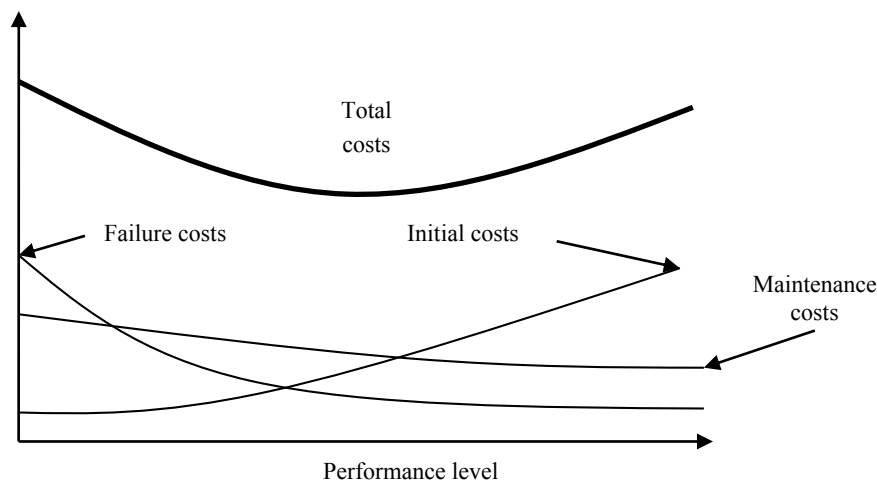 Total
costs
Failure costs
Initial costs
Maintenance
costs
Performance level